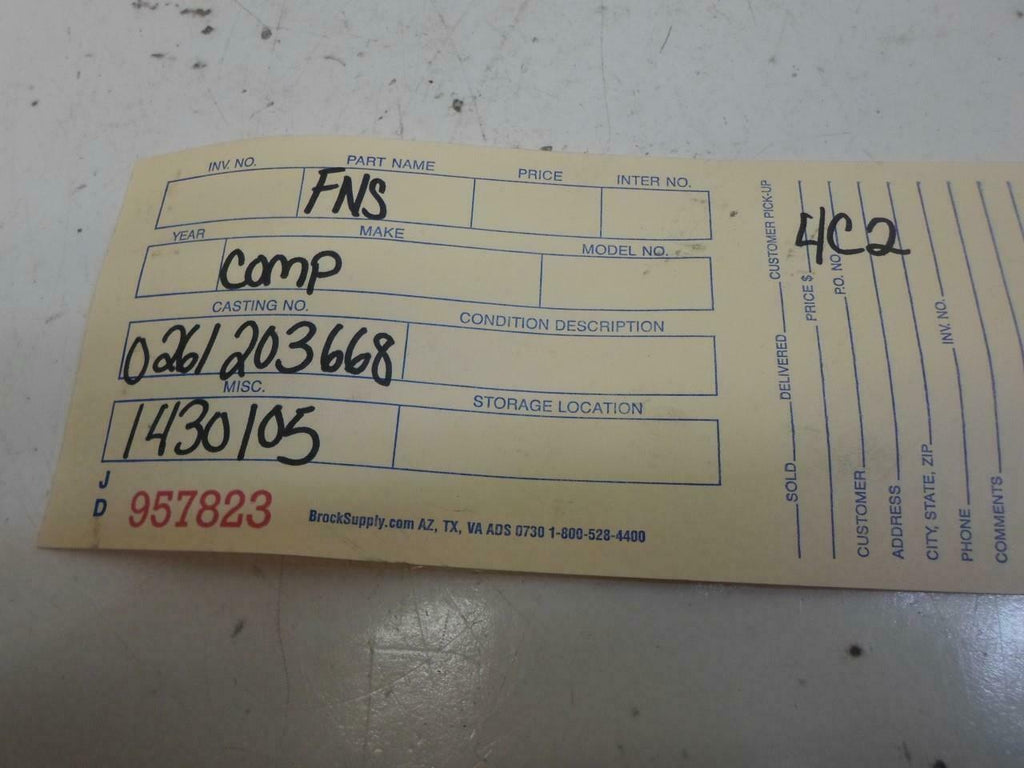 INV. NO. PART NAME PRICE INTER NO.
FNS
YEAR MAKE MODEL NO.
comp
CASTING NO. CONDITION DESCRIPTION
0261203668
MISC. STORAGE LOCATION
1430105
J
D
957823
BrockSupply.com AZ, TX, VA ADS 0730 1-800-528-4400
SOLD DELIVERED CUSTOMER PICK-UP
PRICE $
4C2
CUSTOMER P.O. NO.
ADDRESS
CITY, STATE, ZIP INV. NO.
PHONE
COMMENTS